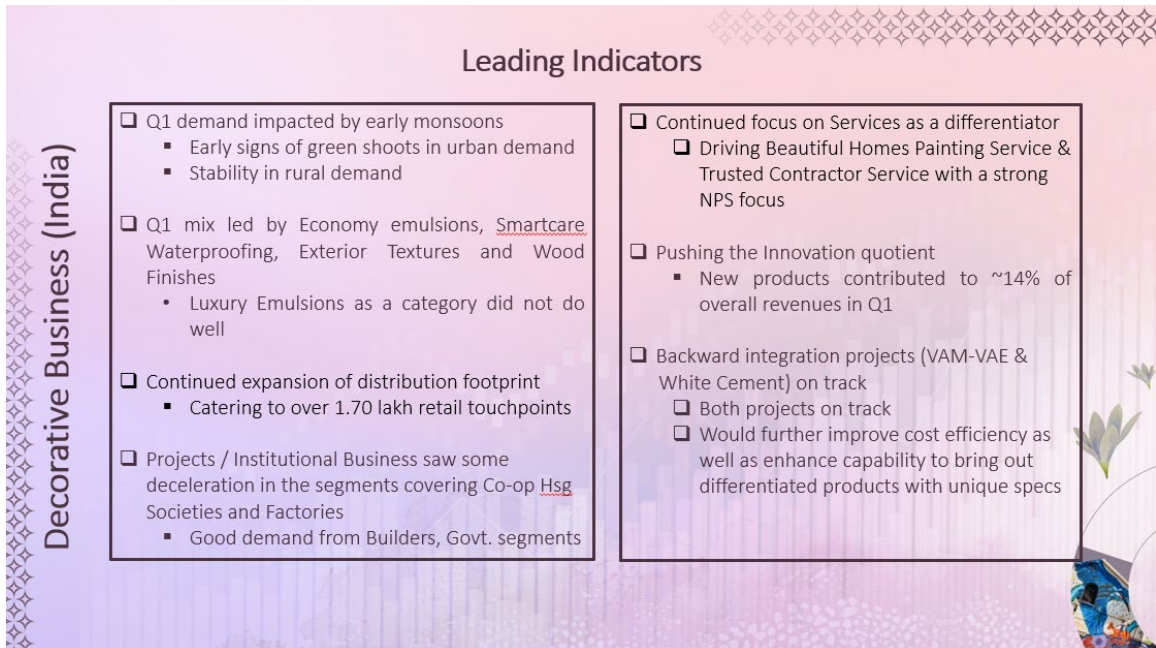 Leading Indicators
Decorative Business (India)
Q1 demand impacted by early monsoons
Early signs of green shoots in urban demand
Stability in rural demand
Q1 mix led by Economy emulsions, Smartcare
Waterproofing, Exterior Textures and Wood
Finishes
Luxury Emulsions as a category did not do
well
Continued expansion of distribution footprint
Catering to over 1.70 lakh retail touchpoints
Projects / Institutional Business saw some
deceleration in the segments covering Co-op Hsg
Societies and Factories
Good demand from Builders, Govt. segments
Continued focus on Services as a differentiator
Driving Beautiful Homes Painting Service &
Trusted Contractor Service with a strong
NPS focus
Pushing the Innovation quotient
New products contributed to ~14% of
overall revenues in Q1
Backward integration projects (VAM-VAE &
White Cement) on track
Both projects on track
Would further improve cost efficiency as
well as enhance capability to bring out
differentiated products with unique specs